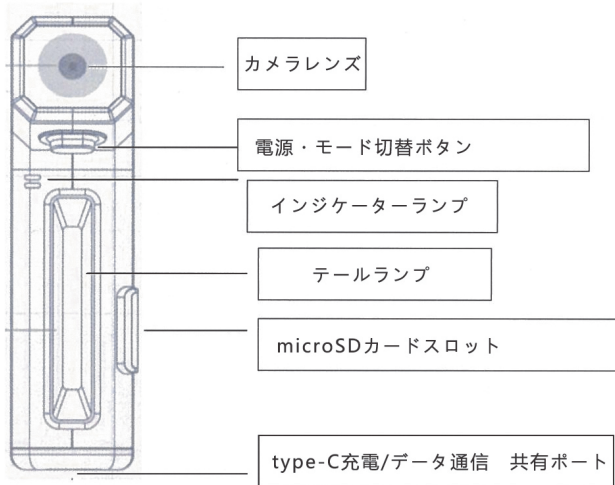 カメラレンズ
電源・モード切替ボタン
インジケーターランプ
テールランプ
microSDカードスロット
type-C充電/データ通信　共有ポート